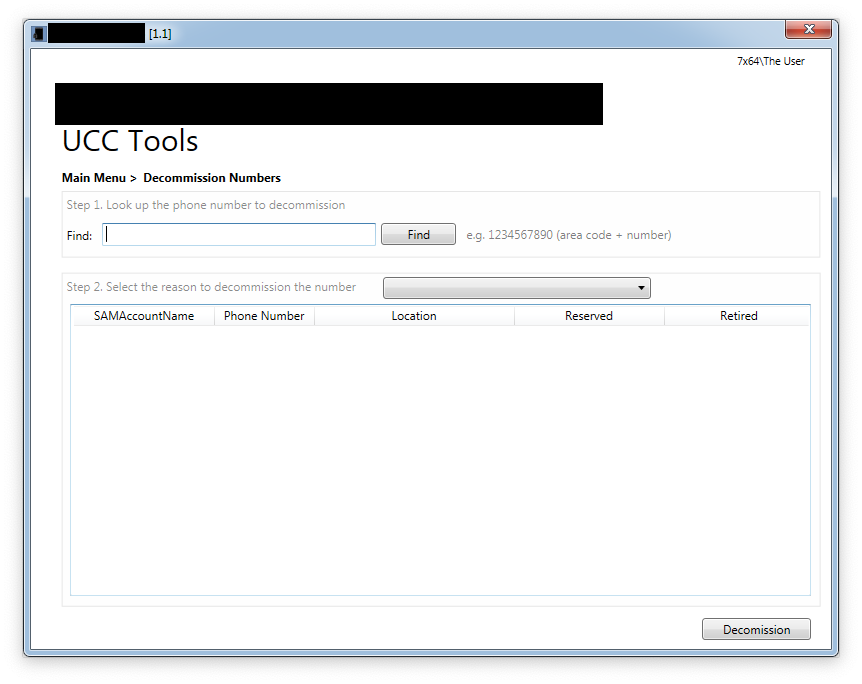 [1.1]
7x64\The User
UCC Tools
Main Menu > Decommission Numbers
Step 1. Look up the phone number to decommission
Find: Find e.g. 1234567890 (area code + number)
Step 2. Select the reason to decommission the number
SAMAccountName Phone Number Location Reserved Retired
Decomission